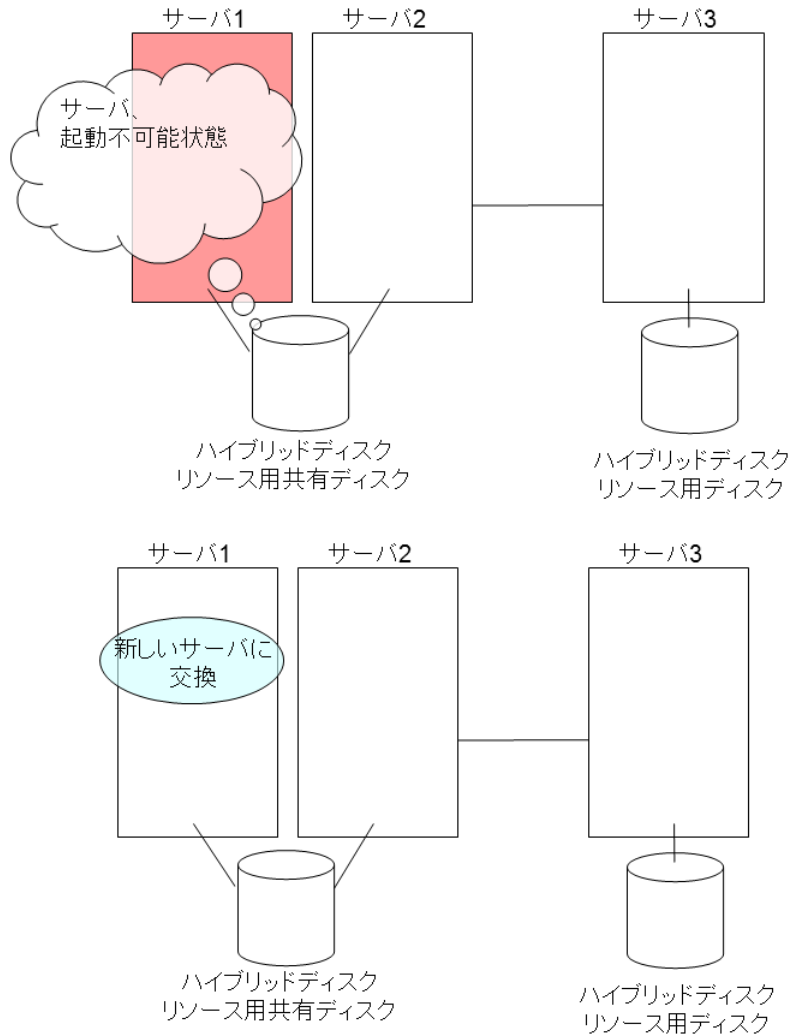 サーバ1
サーバ2
サーバ3
サーバ、
起動不可能状態
ハイブリッドディスク
リソース用共有ディスク
ハイブリッドディスク
リソース用ディスク
サーバ1
サーバ2
サーバ3
新しいサーバに
交換
ハイブリッドディスク
リソース用共有ディスク
ハイブリッドディスク
リソース用ディスク